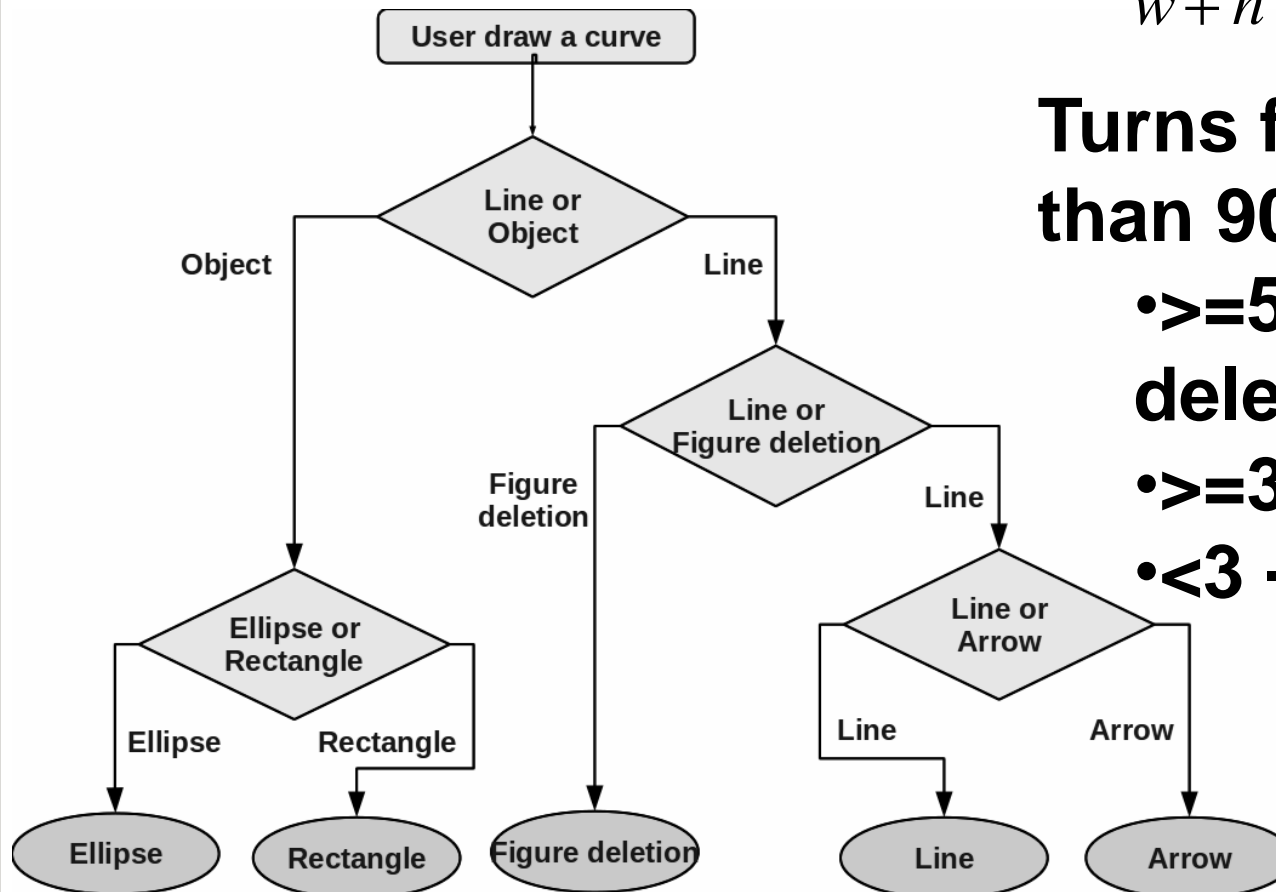 User draw a curve
Line or
Object
Object
Line
Line or
Figure deletion
Figure
deletion
Line
Ellipse or
Rectangle
Line or
Arrow
Ellipse
Rectangle
Line
Arrow
Ellipse
Rectangle
Figure deletion
Line
Arrow
w+h
Turns
than 90
•>=5
dele
•>=3
•<3